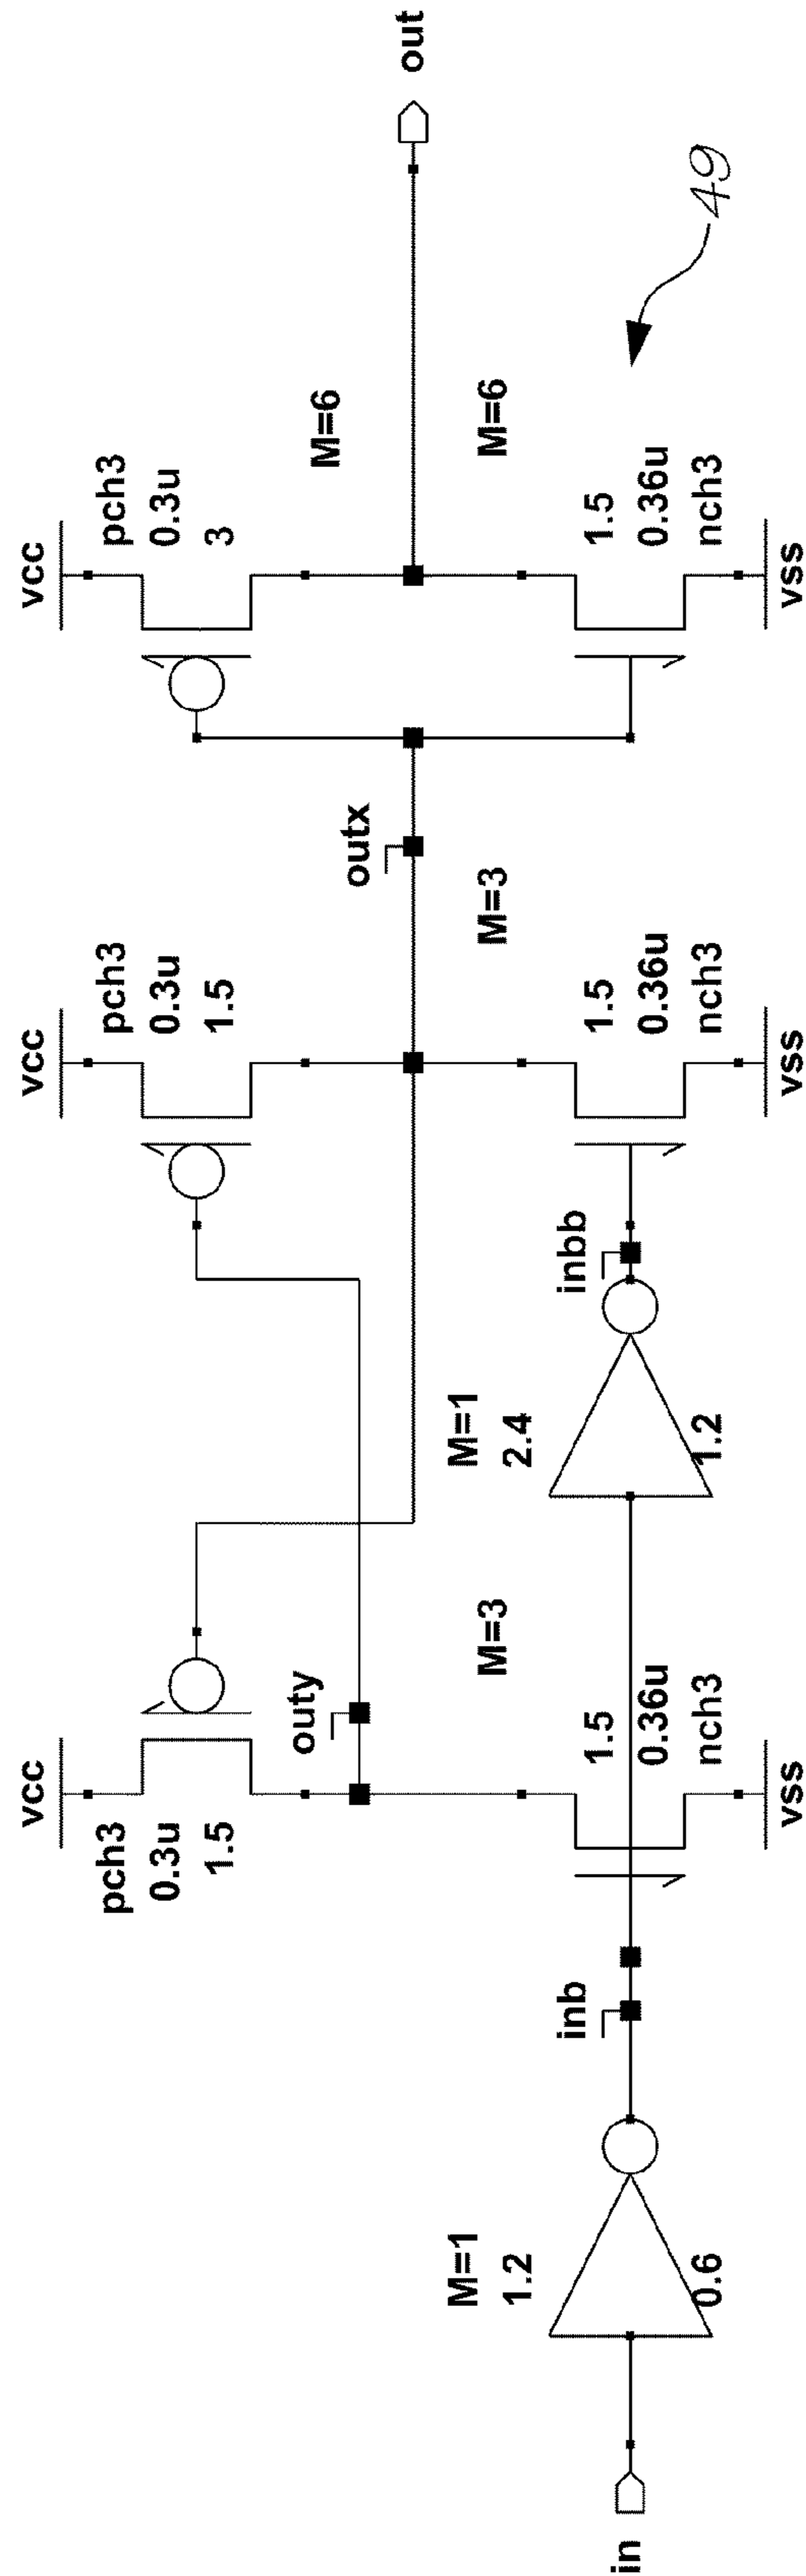 vcc
vcc
vcc
pch3
0.3u
1.5
pch3
0.3u
1.5
pch3
0.3u
3
outy
M=6
outx
out
M=1
1.2
0.6
M=3
M=1
2.4
1.2
M=3
M=6
in
inb
inbb
1.5
0.36u
nch3
1.5
0.36u
nch3
1.5
0.36u
nch3
49
vss
vss
vss